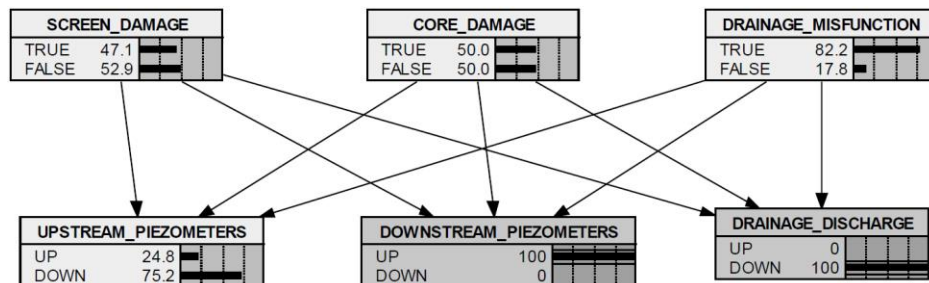 SCREEN_DAMAGE
TRUE 47.1
FALSE 52.9
CORE_DAMAGE
TRUE 50.0
FALSE 50.0
DRAINAGE_MISFUNCTION
TRUE 82.2
FALSE 17.8
UPSTREAM_PIEZOMETERS
UP 24.8
DOWN 75.2
DOWNSTREAM_PIEZOMETERS
UP 100
DOWN 0
DRAINAGE_DISCHARGE
UP 0
DOWN 100